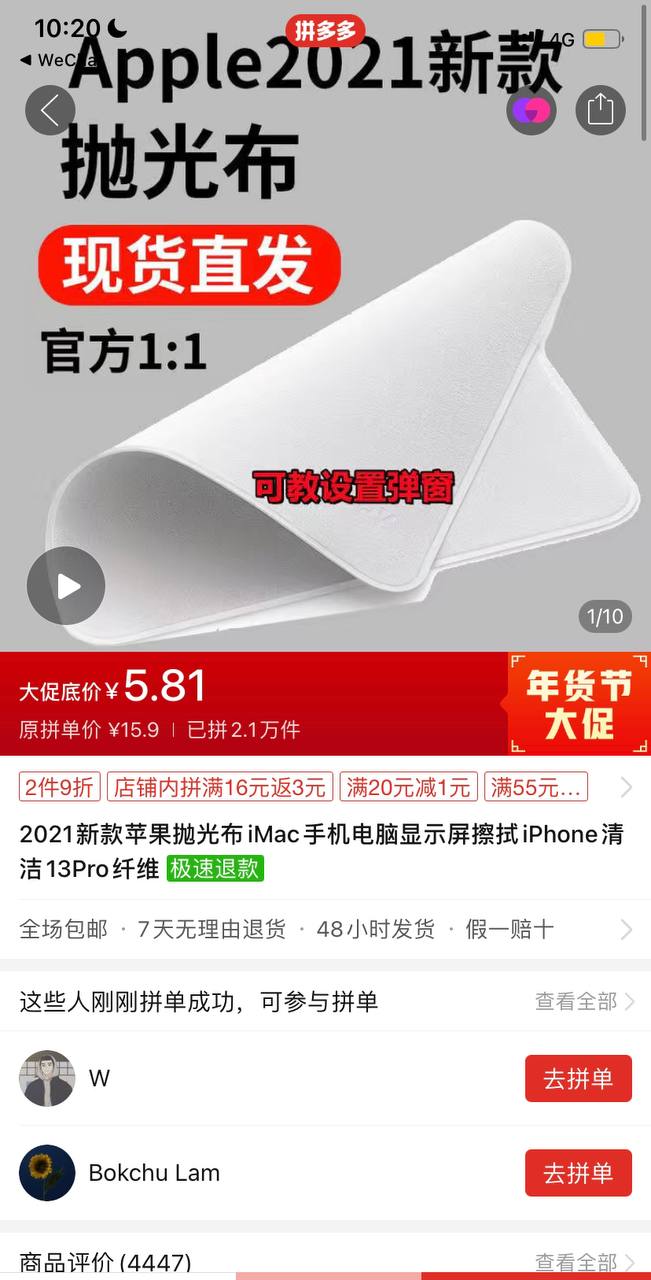 10:20
拼多多
4G
WeCha
Apple2021新款
抛光布
现货直发
官方1:1
可教设置弹窗
1/10
大促底价¥5.81
原拼单价 ¥15.9 | 已拼2.1万件
年货节
大促
2件9折 店铺内拼满16元返3元 满20元减1元 满55元...
2021新款苹果抛光布iMac手机电脑显示屏擦拭iPhone清
洁13Pro纤维 极速退款
全场包邮 · 7天无理由退货 · 48小时发货 · 假一赔十
这些人刚刚拼单成功，可参与拼单 查看全部
W 去拼单
Bokchu Lam 去拼单
商品评价(4447) 查看全部